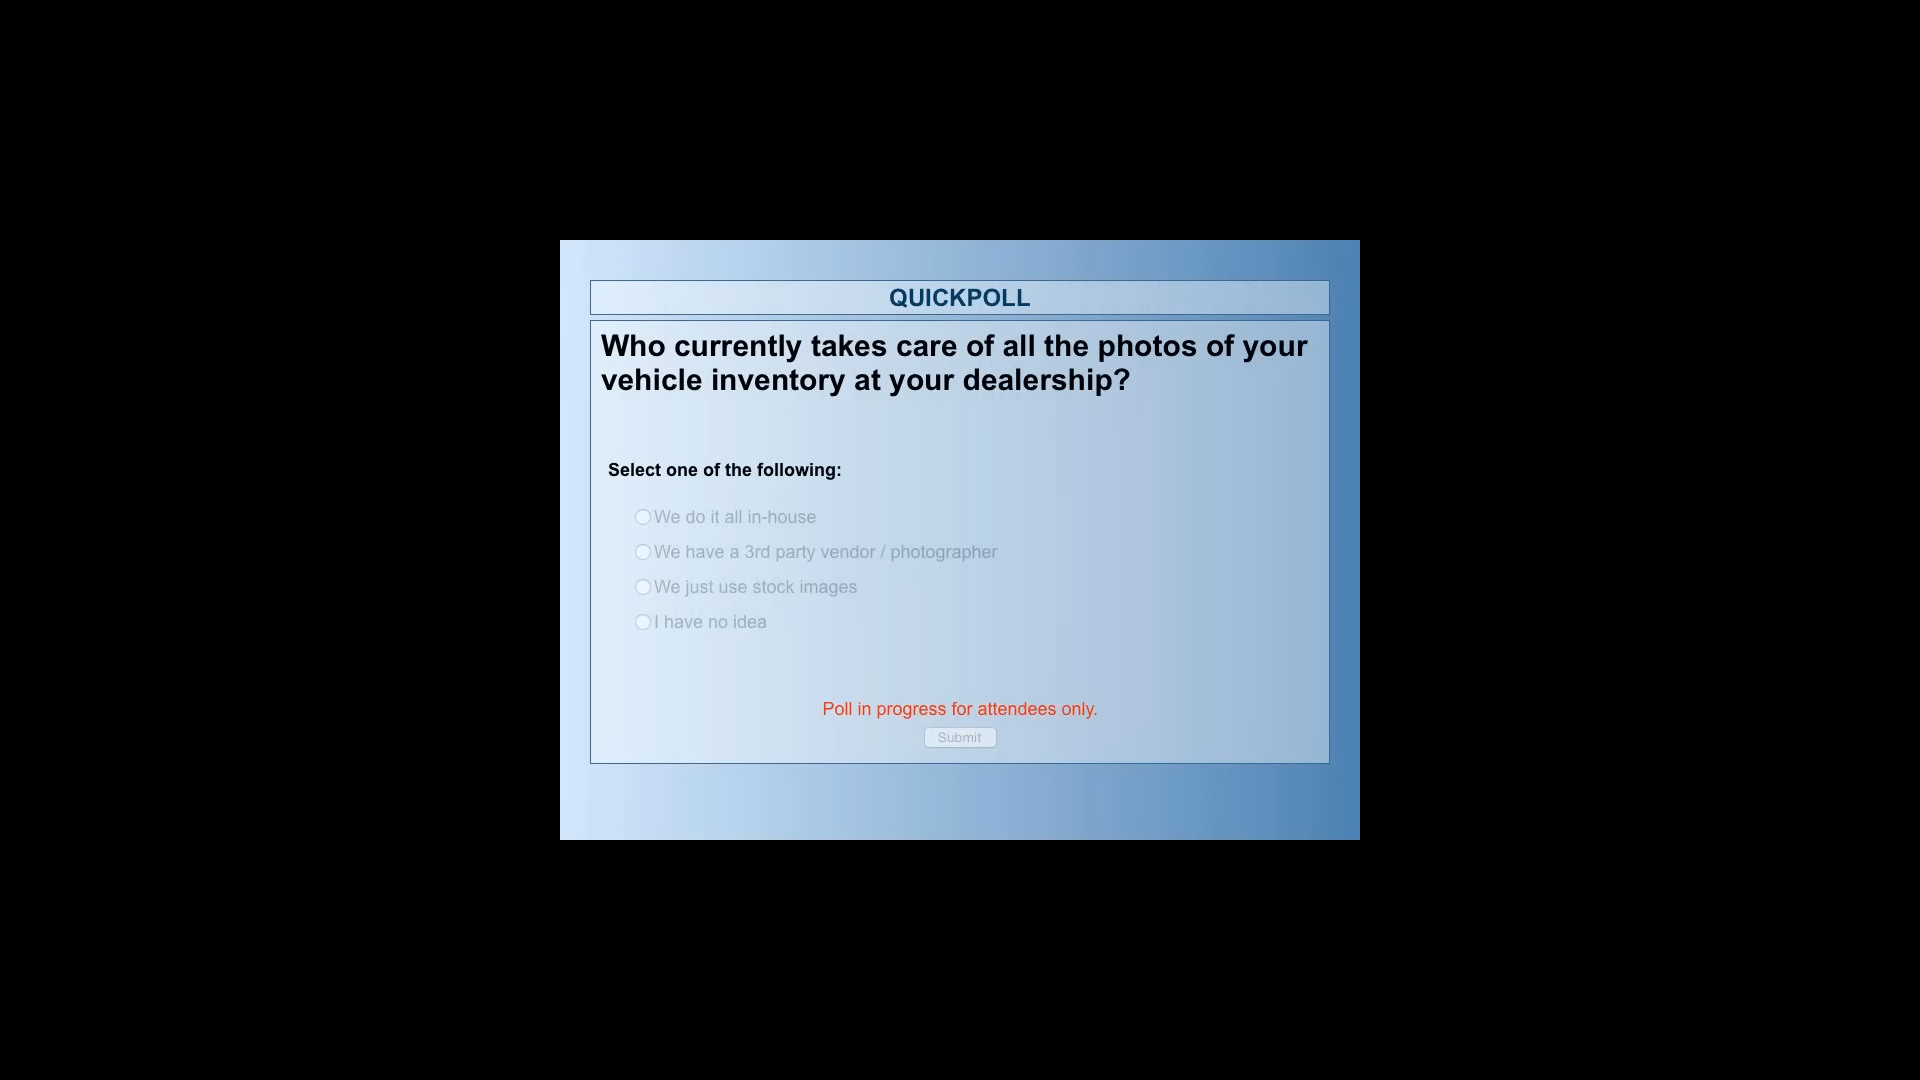 QUICKPOLL
Who currently takes care of all the photos of your
vehicle inventory at your dealership?
Select one of the following:
We do it all in-house
We have a 3rd party vendor / photographer
We just use stock images
I have no idea
Poll in progress for attendees only.
Submit